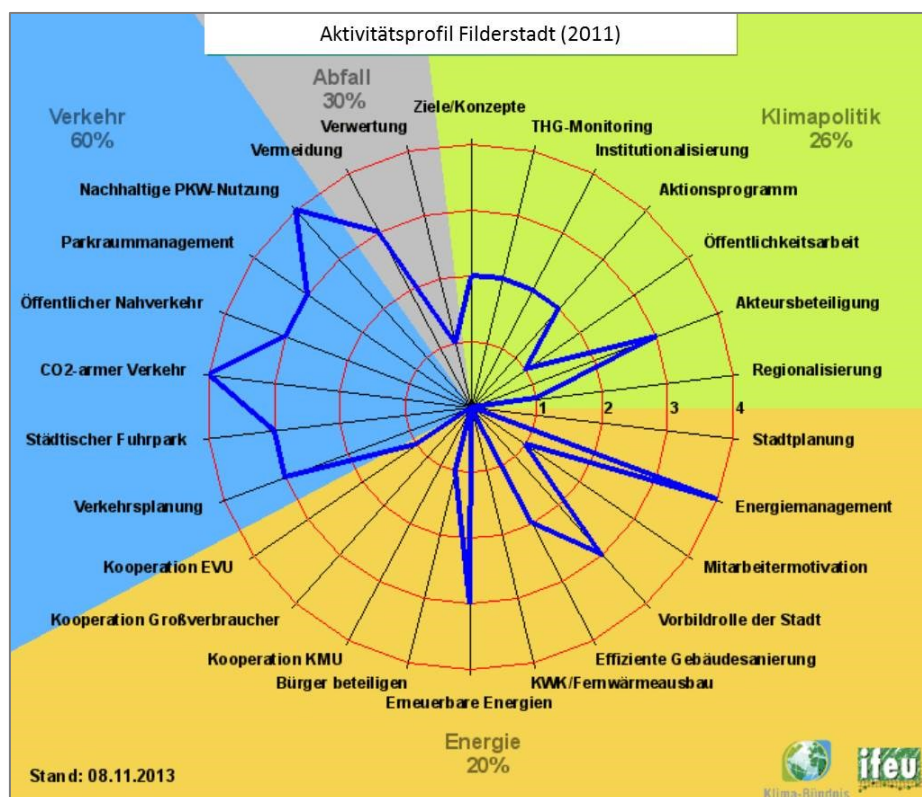 Aktivitätsprofil Filderstadt (2011)
Abfall
30%
Verkehr
60%
Klimapolitik
26%
Ziele/Konzepte
THG-Monitoring
Institutionalisierung
Aktionsprogramm
Öffentlichkeitsarbeit
Akteursbeteiligung
Regionalisierung
Stadtplanung
Energiemanagement
Mitarbeitermotivation
Vorbildrolle der Stadt
Effiziente Gebäudesanierung
KWK/Fernwärmeausbau
Erneuerbare Energien
Bürger beteiligen
Kooperation KMU
Kooperation Großverbraucher
Kooperation EVU
Verkehrsplanung
Städtischer Fuhrpark
CO2-armer Verkehr
Öffentlicher Nahverkehr
Parkraummanagement
Nachhaltige PKW-Nutzung
Vermeidung
Verwertung
1 2 3 4
Energie
20%
Stand: 08.11.2013
Klima-Bündnis
ifeu